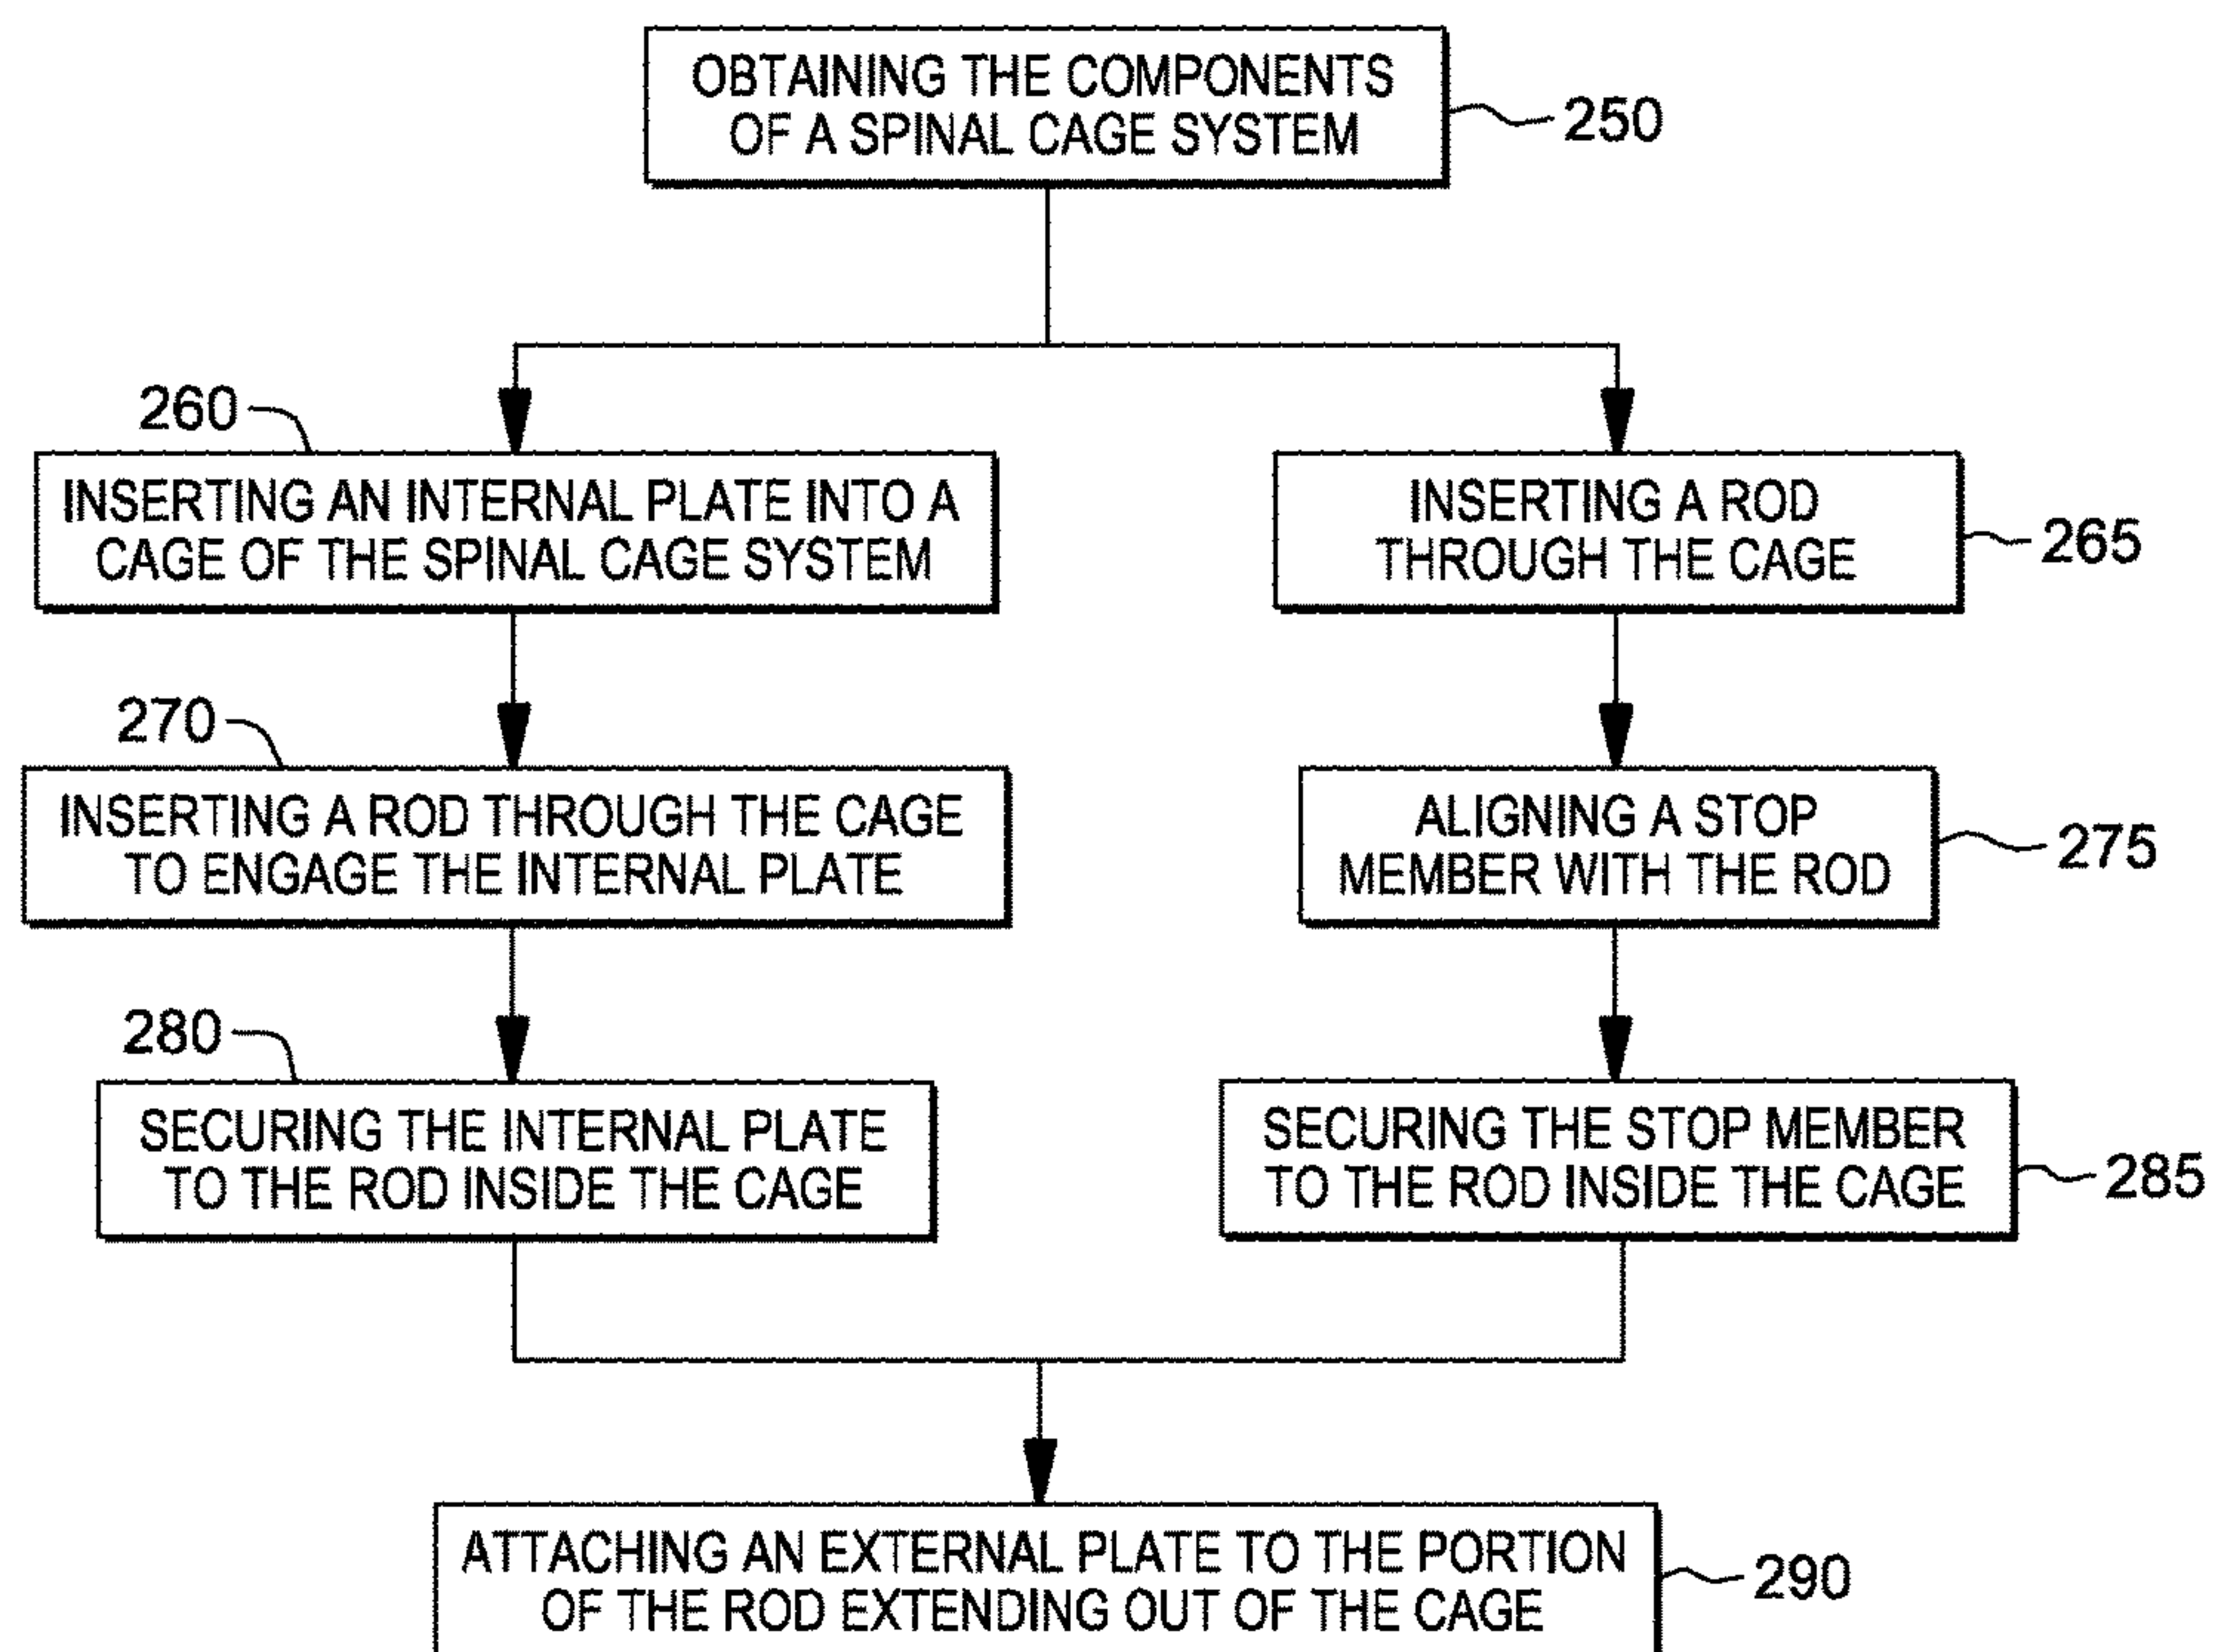 OBTAINING THE COMPONENTS
OF A SPINAL CAGE SYSTEM
250
260
INSERTING AN INTERNAL PLATE INTO A
CAGE OF THE SPINAL CAGE SYSTEM
INSERTING A ROD
THROUGH THE CAGE
265
270
INSERTING A ROD THROUGH THE CAGE
TO ENGAGE THE INTERNAL PLATE
ALIGNING A STOP
MEMBER WITH THE ROD
275
280
SECURING THE INTERNAL PLATE
TO THE ROD INSIDE THE CAGE
SECURING THE STOP MEMBER
TO THE ROD INSIDE THE CAGE
285
ATTACHING AN EXTERNAL PLATE TO THE PORTION
OF THE ROD EXTENDING OUT OF THE CAGE
290